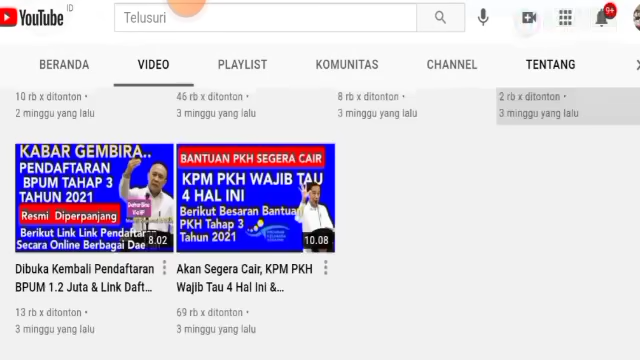 YouTube ID
Telusuri
9+
BERANDA VIDEO PLAYLIST KOMUNITAS CHANNEL TENTANG
10 rb x ditonton • 46 rb x ditonton • 8 rb x ditonton • 2 rb x ditonton •
2 minggu yang lalu 3 minggu yang lalu 3 minggu yang lalu 3 minggu yang lalu
KABAR GEMBIRA..
PENDAFTARAN
BPUM TAHAP 3
TAHUN 2021
Resmi Diperpanjang
Berikut Link Link Pendaftara
Secara Online Berbagai Dae
8.02
BANTUAN PKH SEGERA CAIR
KPM PKH WAJIB TAU
4 HAL INI
Berikut Besaran Bantuan
PKH Tahap 3
Tahun 2021
10.08
Dibuka Kembali Pendaftaran
BPUM 1.2 Juta & Link Daft...
13 rb x ditonton •
3 minggu yang lalu
Akan Segera Cair, KPM PKH
Wajib Tau 4 Hal Ini &...
69 rb x ditonton •
3 minggu yang lalu